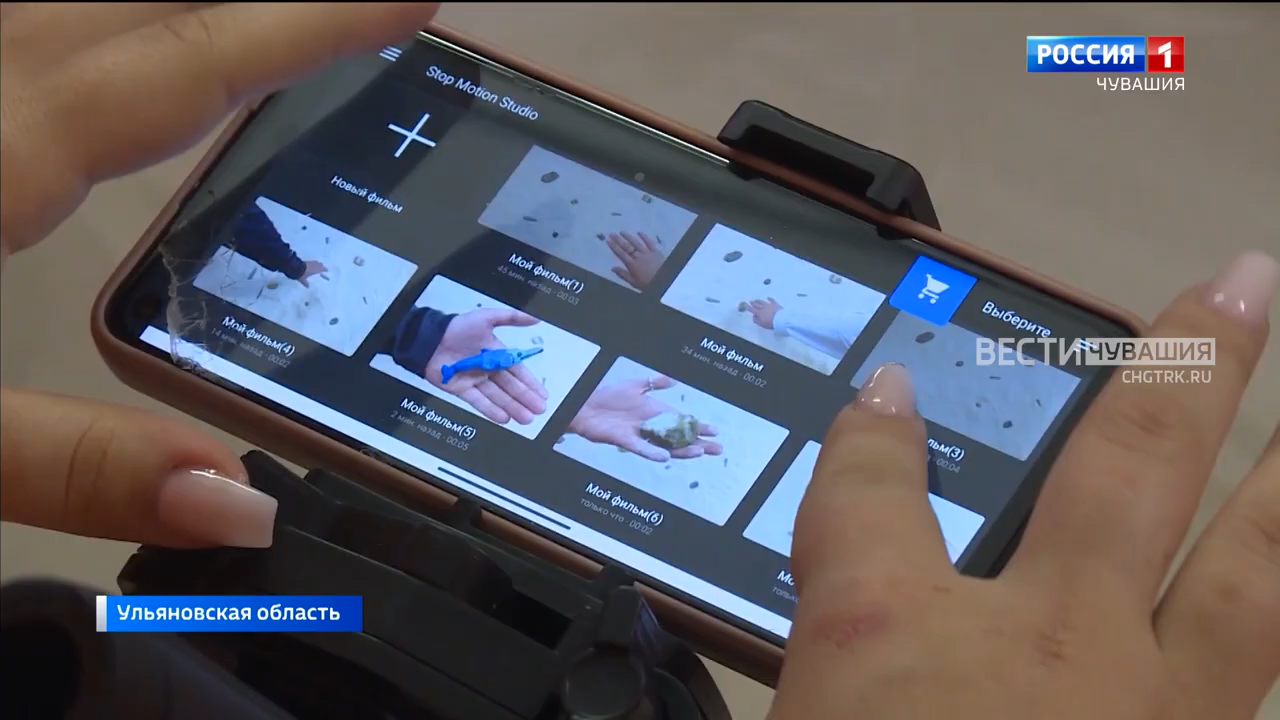 РОССИЯ 1
ЧУВАШИЯ
Stop Motion Studio
Выберите
Новый фильм
Мой фильм(1)
45 мин. назад - 00:03
Мой фильм
34 мин. назад - 00:02
ВЕСТИ ЧУВАШИЯ
CHGTRK.RU
Мой фильм(4)
14 мин. назад - 00:02
Мой фильм(5)
2 мин. назад - 00:05
Мой фильм(6)
только что - 00:02
Ульяновская область